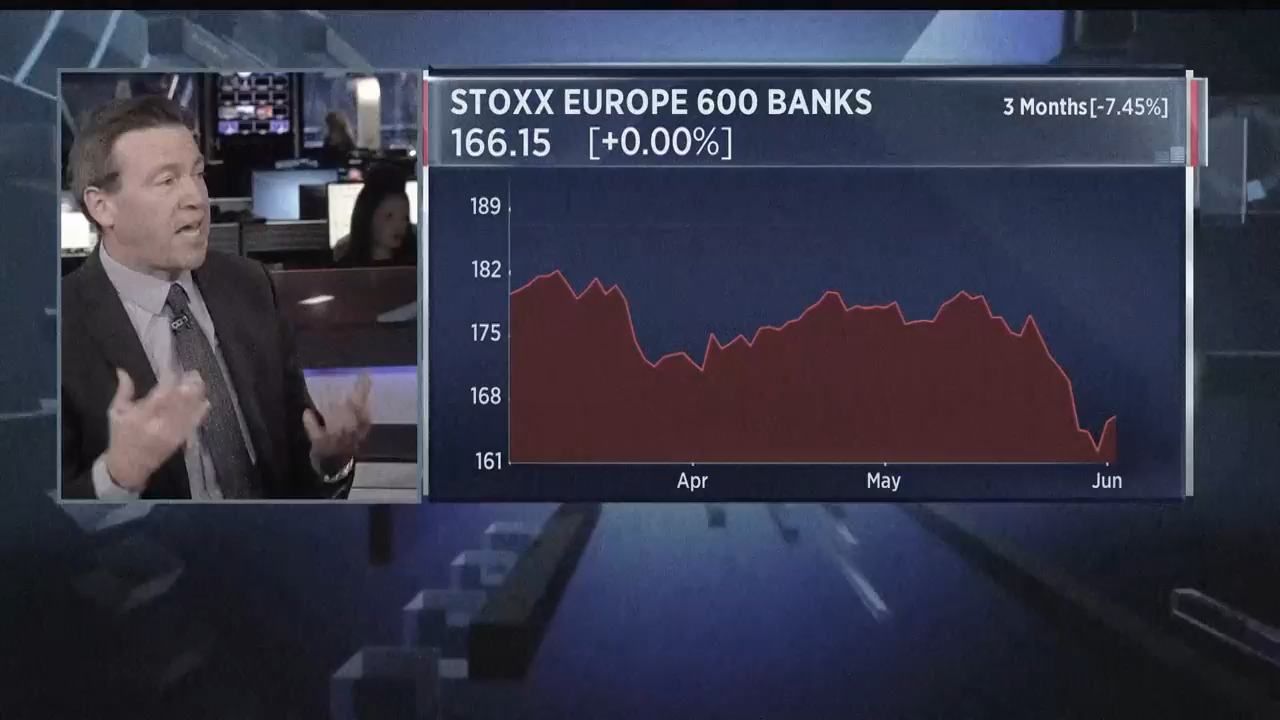 STOXX EUROPE 600 BANKS
3 Months[-7.45%]
166.15 [+0.00%]
189
182
175
168
161
Apr May Jun